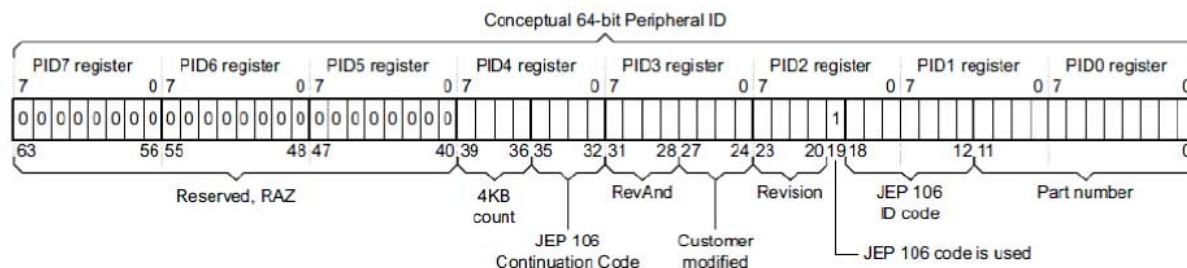 Conceptual 64-bit Peripheral ID
PID7 register PID6 register PID5 register PID4 register PID3 register PID2 register PID1 register PID0 register
7 0 7 0 7 0 7 0 7 0 7 0 7 0 7 0
0 0 0 0 0 0 0 0 0 0 0 0 0 0 0 0 0 0 0 0 0 0 0 0 1
63 56 55 48 47 40 39 36 35 32 31 28 27 24 23 20 19 18 12 11 0
Reserved, RAZ 4KB count RevAnd Revision JEP 106 ID code Part number
JEP 106 Continuation Code Customer modified JEP 106 code is used